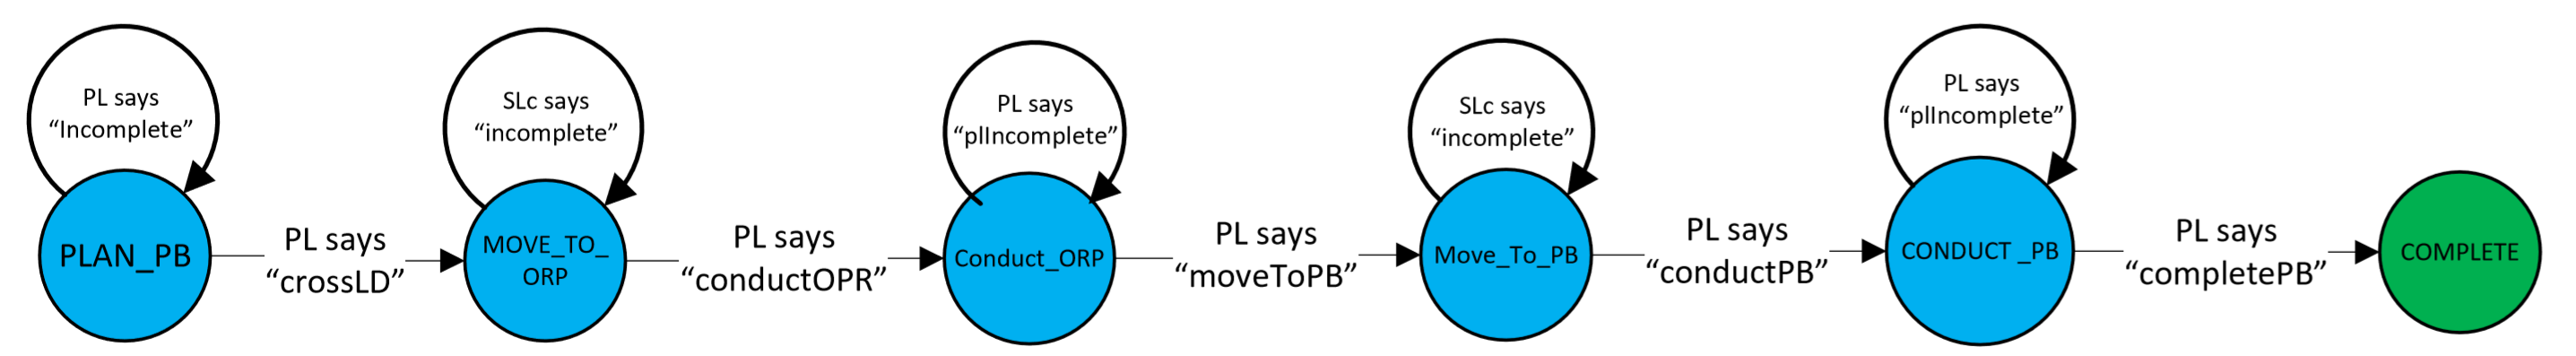 PL says
“Incomplete”
PLAN_PB
PL says
“crossLD”
SLc says
“incomplete”
MOVE_TO_
ORP
PL says
“conductOPR”
PL says
“plIncomplete”
Conduct_ORP
PL says
“moveToPB”
SLc says
“incomplete”
Move_To_PB
PL says
“conductPB”
PL says
“plIncomplete”
CONDUCT _PB
PL says
“completePB”
COMPLETE